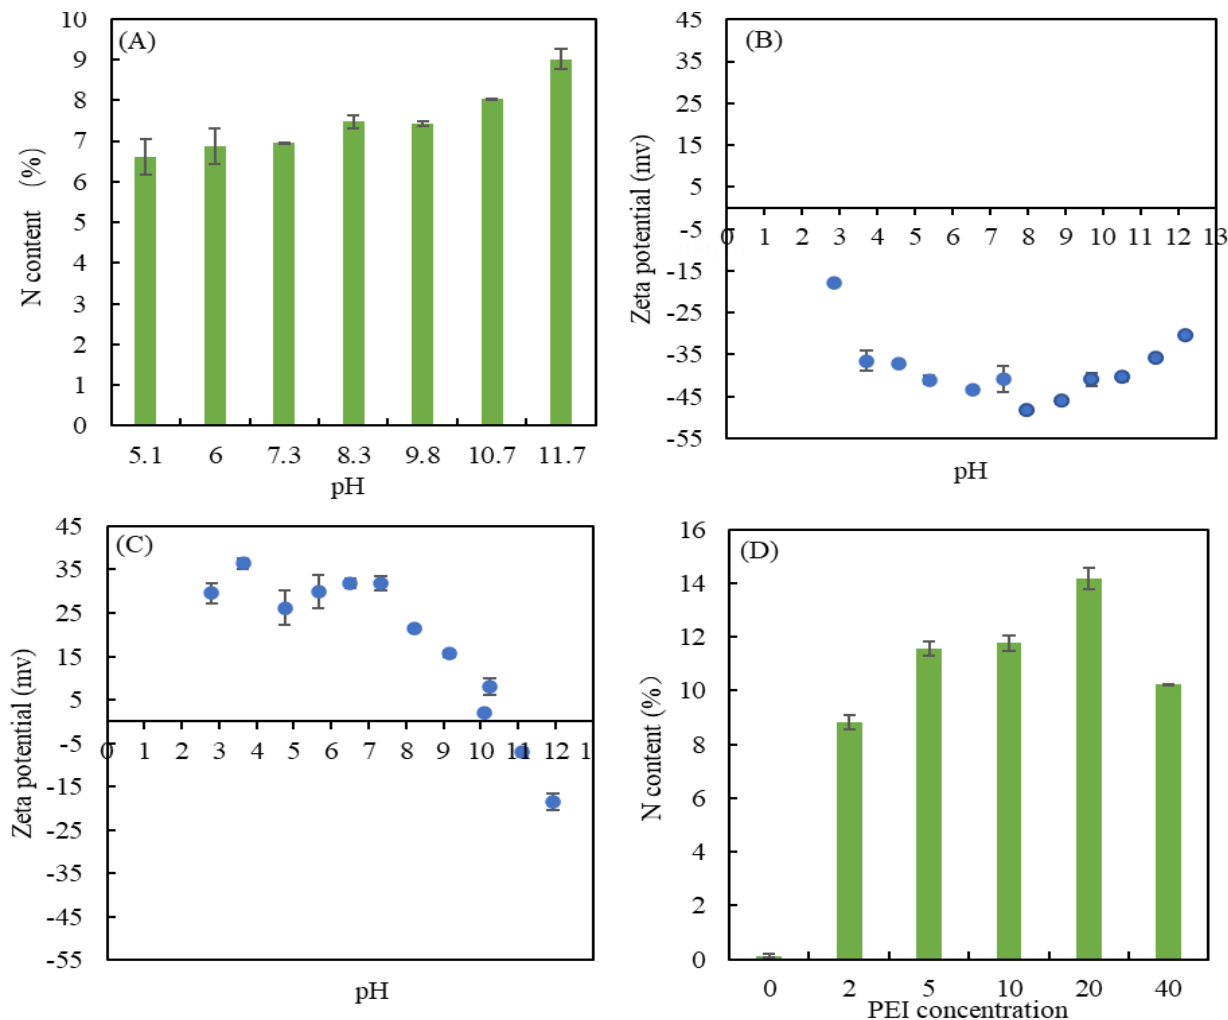 (A)
10
9
8
7
6
5
4
3
2
1
0
N content (%)
5.1 6 7.3 8.3 9.8 10.7 11.7
pH
(B)
45
35
25
15
5
-5
-15
-25
-35
-45
-55
Zeta potential (mv)
0 1 2 3 4 5 6 7 8 9 10 11 12 13
pH
(C)
45
35
25
15
5
-5
-15
-25
-35
-45
-55
Zeta potential (mv)
0 1 2 3 4 5 6 7 8 9 10 11 12 1
pH
(D)
16
14
12
10
8
6
4
2
0
N content (%)
0 2 5 10 20 40
PEI concentration